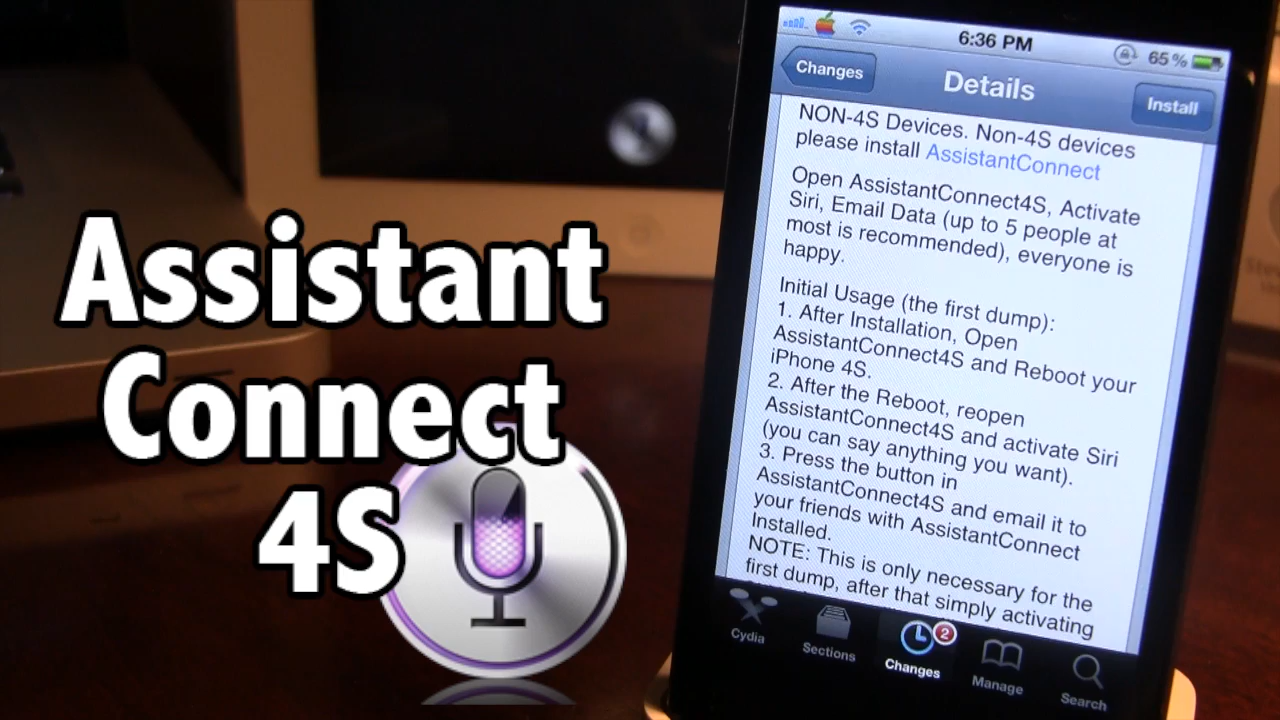 Assistant
Connect
4S
6:36 PM
65%
Changes
Details
Install
NON-4S Devices. Non-4S devices
please install AssistantConnect
Open AssistantConnect4S, Activate
Siri, Email Data (up to 5 people at
most is recommended), everyone is
happy.
Initial Usage (the first dump):
1. After Installation, Open
AssistantConnect4S and Reboot your
iPhone 4S.
2. After the Reboot, reopen
AssistantConnect4S and activate Siri
(you can say anything you want).
3. Press the button in
AssistantConnect4S and email it to
your friends with AssistantConnect
Installed.
NOTE: This is only necessary for the
first dump, after that simply activating
Cydia
Sections
Changes
2
Manage
Search